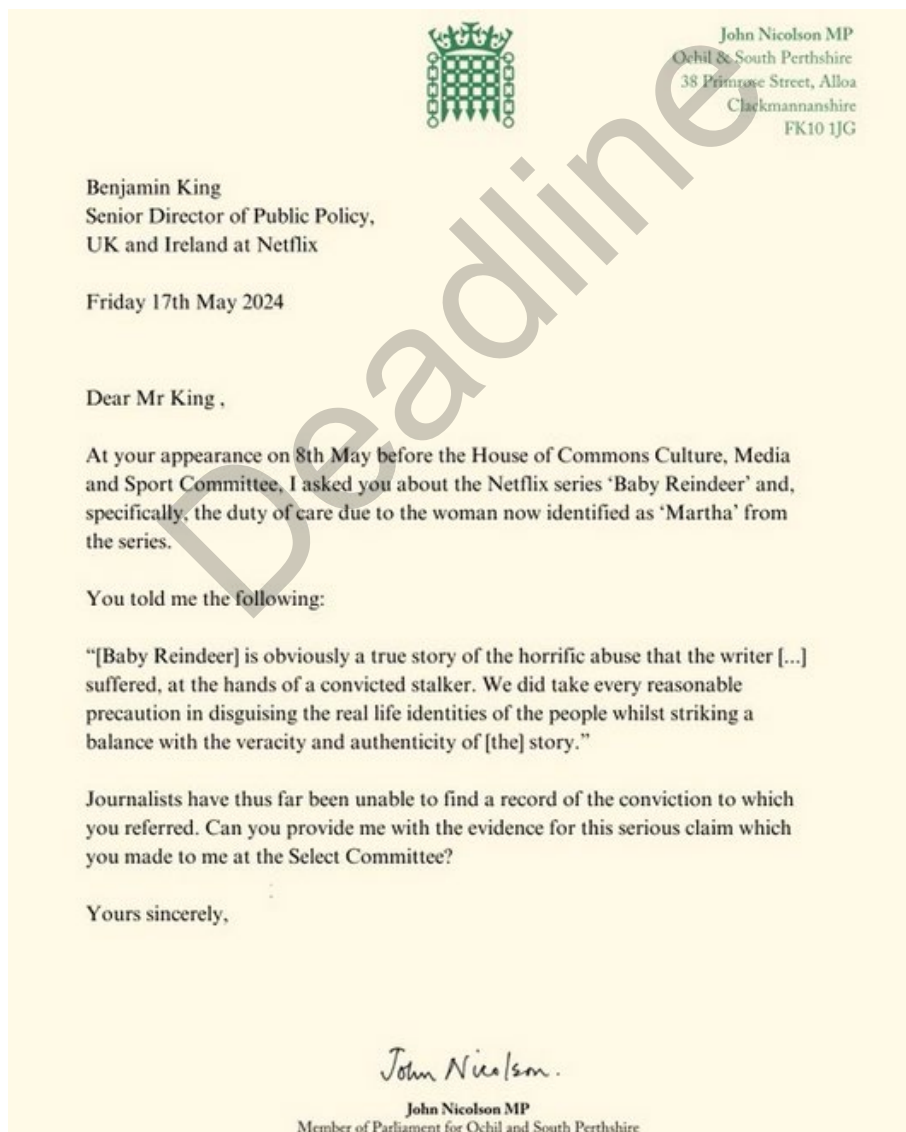 John Nicolson MP
Ochil & South Perthshire
38 Primrose Street, Alloa
Clackmannanshire
FK10 1JG
Benjamin King
Senior Director of Public Policy,
UK and Ireland at Netflix
Friday 17th May 2024
Dear Mr King ,
At your appearance on 8th May before the House of Commons Culture, Media
and Sport Committee, I asked you about the Netflix series ‘Baby Reindeer’ and,
specifically, the duty of care due to the woman now identified as ‘Martha’ from
the series.
You told me the following:
“[Baby Reindeer] is obviously a true story of the horrific abuse that the writer [...]
suffered, at the hands of a convicted stalker. We did take every reasonable
precaution in disguising the real life identities of the people whilst striking a
balance with the veracity and authenticity of [the] story.”
Journalists have thus far been unable to find a record of the conviction to which
you referred. Can you provide me with the evidence for this serious claim which
you made to me at the Select Committee?
Yours sincerely,
John Nicolson.
John Nicolson MP
Member of Parliament for Ochil and South Perthshire
Deadline